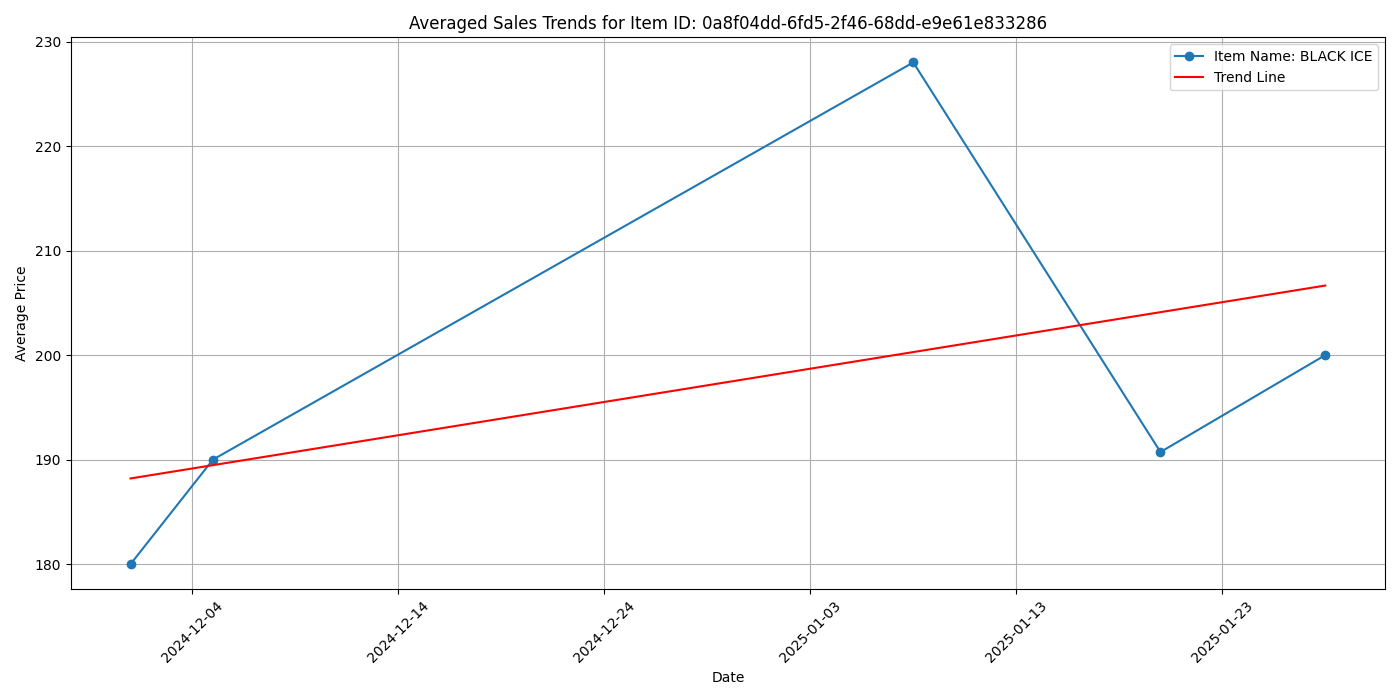 Averaged Sales Trends for Item ID: 0a8f04dd-6fd5-2f46-68dd-e9e61e833286
Item Name: BLACK ICE
Trend Line
Average Price
230
220
210
200
190
180
2024-12-04
2024-12-14
2024-12-24
2025-01-03
2025-01-13
2025-01-23
Date